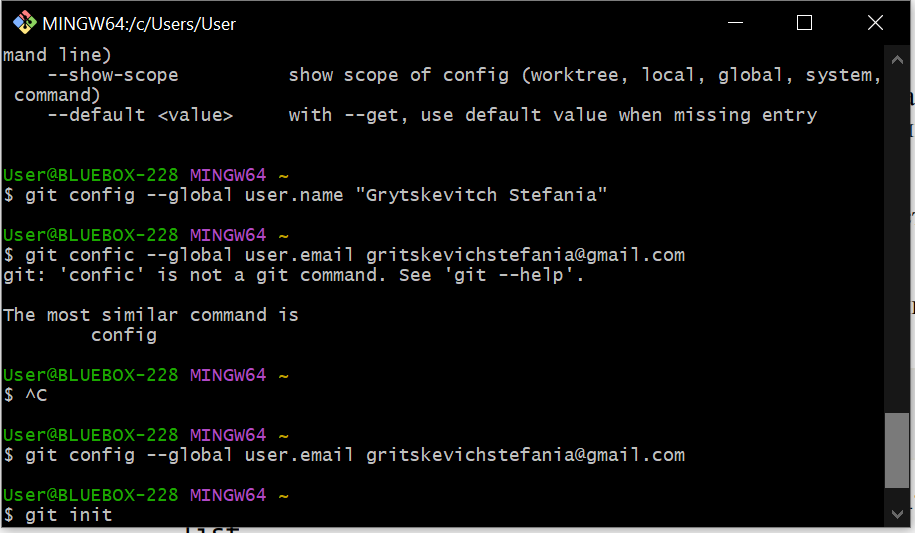 MINGW64:/c/Users/User
mand line)
    --show-scope          show scope of config (worktree, local, global, system,
 command)
    --default <value>     with --get, use default value when missing entry
User@BLUEBOX-228 MINGW64 ~
$ git config --global user.name "Grytskevitch Stefania"
User@BLUEBOX-228 MINGW64 ~
$ git confic --global user.email gritskevichstefania@gmail.com
git: 'confic' is not a git command. See 'git --help'.
The most similar command is
        config
User@BLUEBOX-228 MINGW64 ~
$ ^C
User@BLUEBOX-228 MINGW64 ~
$ git config --global user.email gritskevichstefania@gmail.com
User@BLUEBOX-228 MINGW64 ~
$ git init